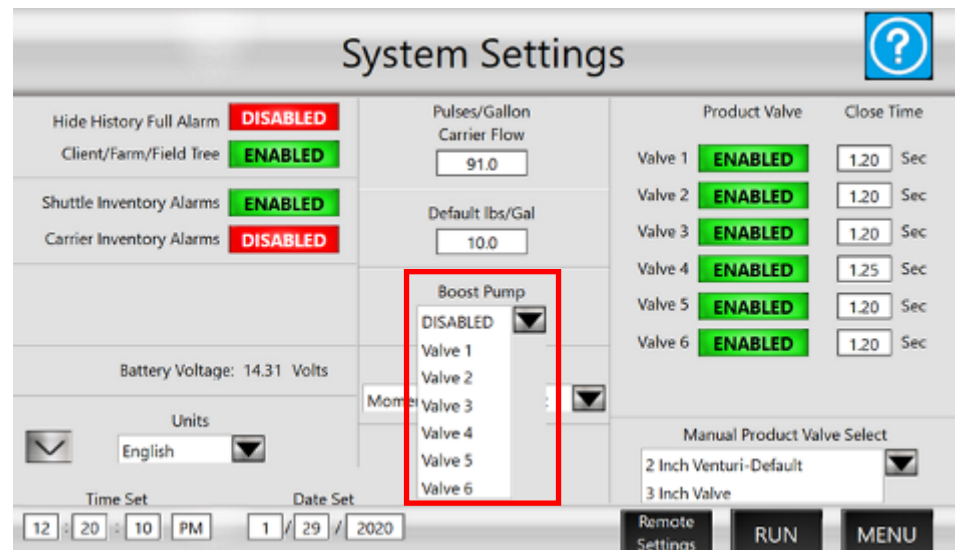 System Settings
?
Hide History Full Alarm DISABLED
Client/Farm/Field Tree ENABLED
Shuttle Inventory Alarms ENABLED
Carrier Inventory Alarms DISABLED
Battery Voltage: 14.31 Volts
Units
English
Time Set Date Set
12 : 20 : 10 PM 1 / 29 / 2020
Pulses/Gallon
Carrier Flow
91.0
Default lbs/Gal
10.0
Boost Pump
DISABLED
Valve 1
Valve 2
Valve 3
Valve 4
Valve 5
Valve 6
Product Valve Close Time
Valve 1 ENABLED 1.20 Sec
Valve 2 ENABLED 1.20 Sec
Valve 3 ENABLED 1.20 Sec
Valve 4 ENABLED 1.25 Sec
Valve 5 ENABLED 1.20 Sec
Valve 6 ENABLED 1.20 Sec
Manual Product Valve Select
2 Inch Venturi-Default
3 Inch Valve
Remote
Settings
RUN
MENU